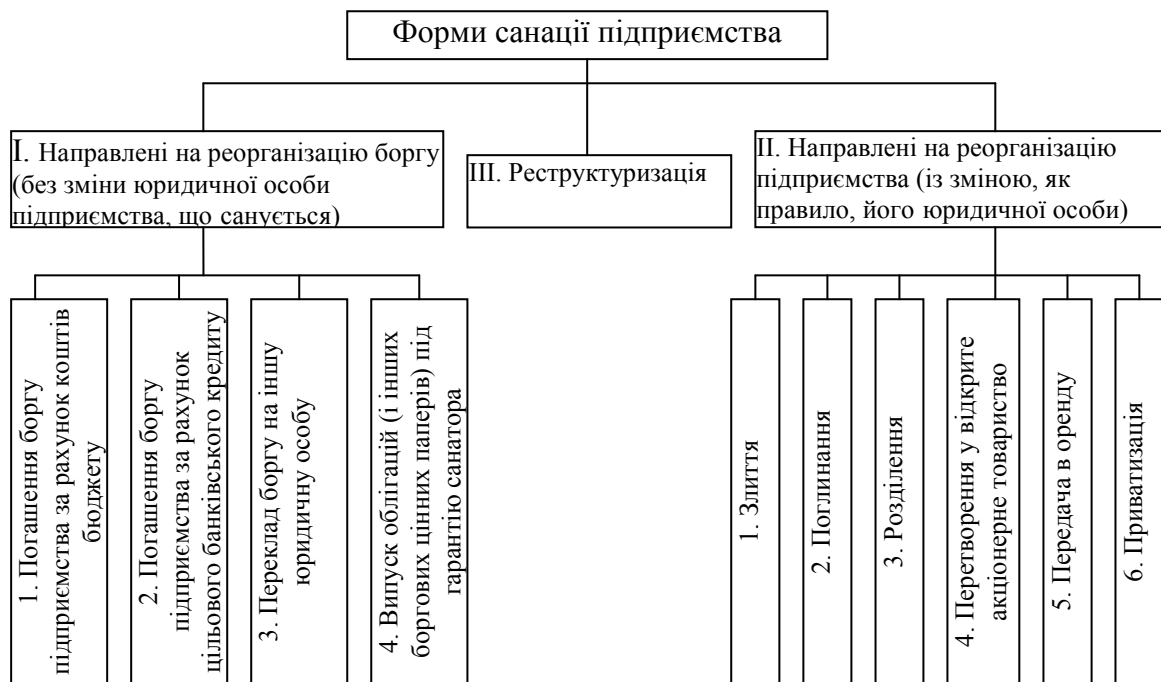 Форми санації підприємства
І. Направлені на реорганізацію боргу
(без зміни юридичної особи
підприємства, що санується)
ІІІ. Реструктуризація
ІІ. Направлені на реорганізацію
підприємства (із зміною, як
правило, його юридичної особи)
1. Погашення боргу
підприємства за рахунок коштів
бюджету
2. Погашення боргу
підприємства за рахунок
цільового банківського кредиту
3. Переклад боргу на іншу
юридичну особу
4. Випуск облігацій (і інших
боргових цінних паперів) під
гарантію санатора
1. Злиття
2. Поглинання
3. Розділення
4. Перетворення у відкрите
акціонерне товариство
5. Передача в оренду
6. Приватизація